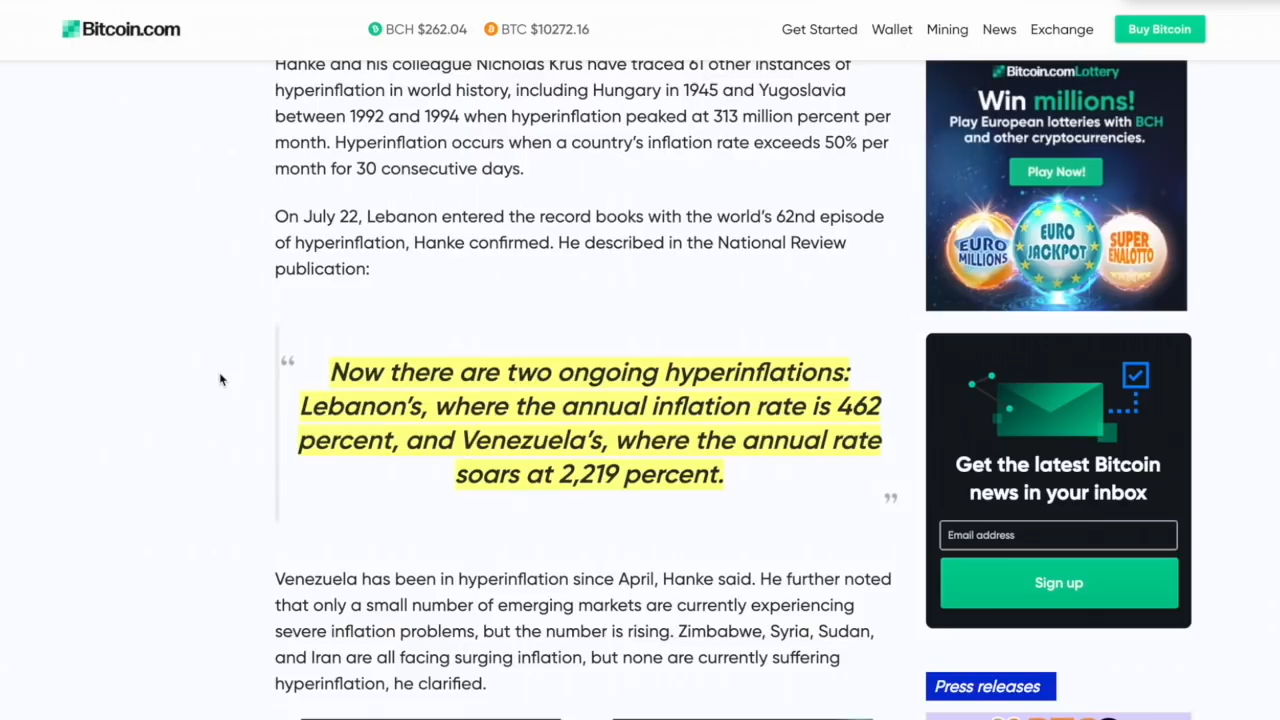 Bitcoin.com
BCH $262.04
BTC $10272.16
Get Started
Wallet
Mining
News
Exchange
Buy Bitcoin
Hanke and his colleague Nicholas Krus have traced 61 other instances of
hyperinflation in world history, including Hungary in 1945 and Yugoslavia
between 1992 and 1994 when hyperinflation peaked at 313 million percent per
month. Hyperinflation occurs when a country’s inflation rate exceeds 50% per
month for 30 consecutive days.
On July 22, Lebanon entered the record books with the world’s 62nd episode
of hyperinflation, Hanke confirmed. He described in the National Review
publication:
“
Now there are two ongoing hyperinflations:
Lebanon’s, where the annual inflation rate is 462
percent, and Venezuela’s, where the annual rate
soars at 2,219 percent.
”
Venezuela has been in hyperinflation since April, Hanke said. He further noted
that only a small number of emerging markets are currently experiencing
severe inflation problems, but the number is rising. Zimbabwe, Syria, Sudan,
and Iran are all facing surging inflation, but none are currently suffering
hyperinflation, he clarified.
Bitcoin.comLottery
Win millions!
Play European lotteries with BCH
and other cryptocurrencies.
Play Now!
EURO
MILLIONS
EURO
JACKPOT
SUPER
ENALOTTO
Get the latest Bitcoin
news in your inbox
Email address
Sign up
Press releases